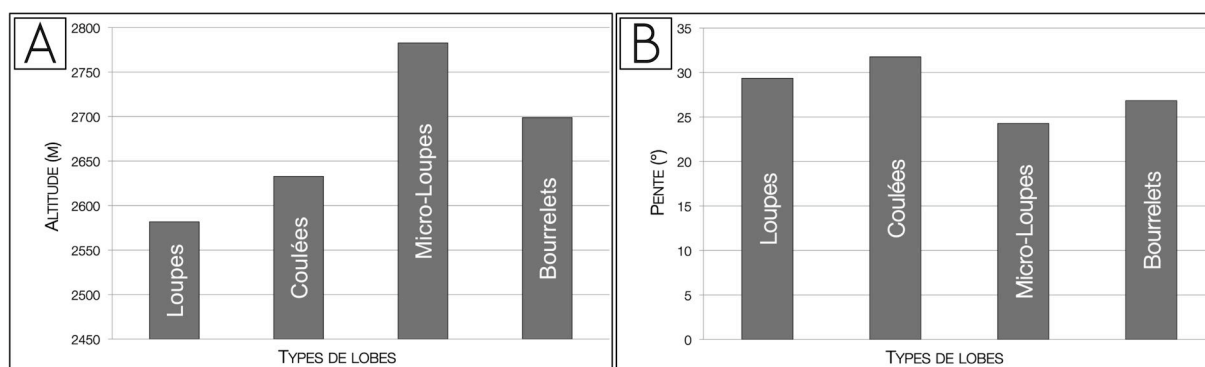 A
ALTITUDE (M)
2800
2750
2700
2650
2600
2550
2500
2450
Loupes
Coulées
Micro-Loupes
Bourrelets
TYPES DE LOBES
B
PENTE (°)
35
30
25
20
15
10
5
0
Loupes
Coulées
Micro-Loupes
Bourrelets
TYPES DE LOBES